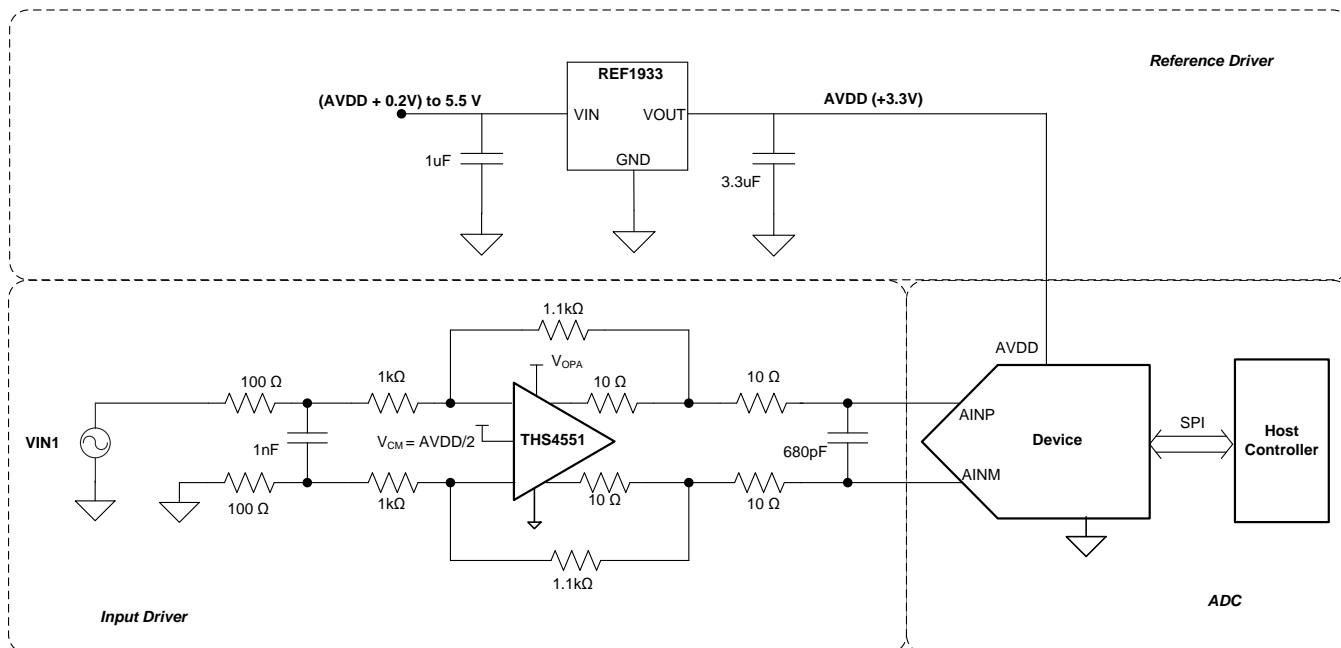 Reference Driver
REF1933
(AVDD + 0.2V) to 5.5 V
AVDD (+3.3V)
VIN
VOUT
GND
1uF
3.3uF
1.1kΩ
AVDD
VOPA
100 Ω
1kΩ
10 Ω
10 Ω
AINP
VIN1
1nF
VCM = AVDD/2
THS4551
680pF
Device
SPI
Host
Controller
AINM
100 Ω
1kΩ
10 Ω
10 Ω
1.1kΩ
Input Driver
ADC